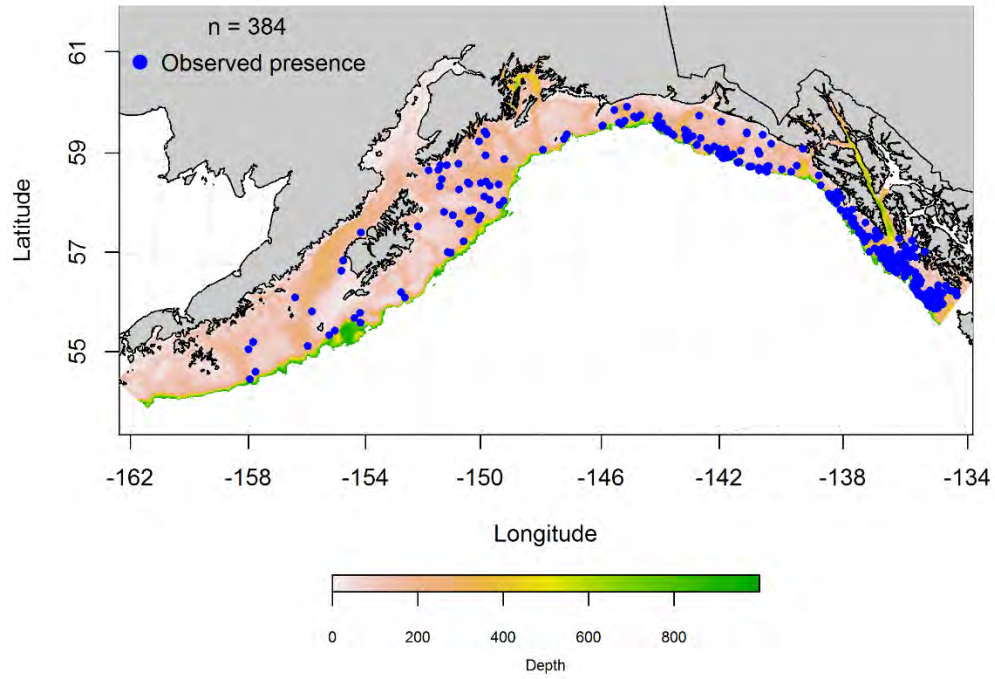 n = 384
Observed presence
61
59
57
55
Latitude
-162 -158 -154 -150 -146 -142 -138 -134
Longitude
0 200 400 600 800
Depth